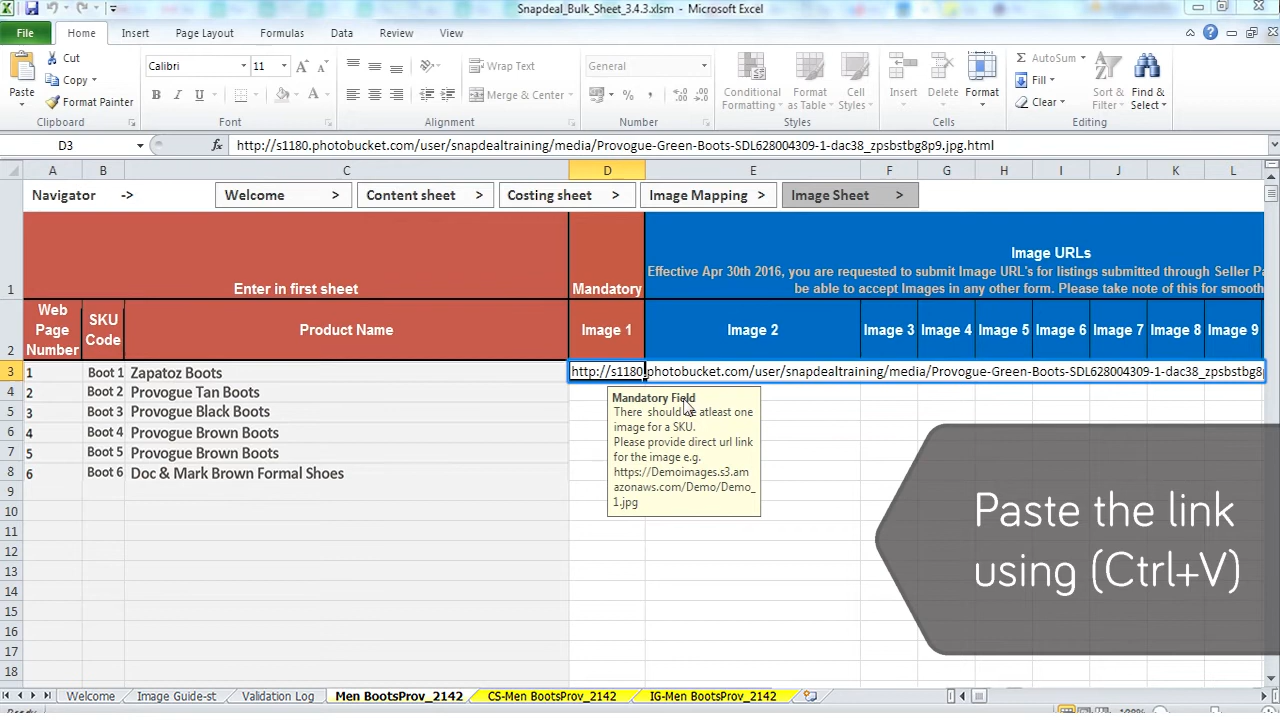 Snapdeal_Bulk_Sheet_3.4.3.xlsm - Microsoft Excel
File Home Insert Page Layout Formulas Data Review View
Cut
Copy
Format Painter
Paste
Calibri 11
B I U
Wrap Text
Merge & Center
General
% ,
Conditional Formatting
Format as Table
Cell Styles
Insert Delete Format
AutoSum
Fill
Clear
Sort & Filter
Find & Select
Clipboard Font Alignment Number Styles Cells Editing
D3 fx http://s1180.photobucket.com/user/snapdealtraining/media/Provogue-Green-Boots-SDL628004309-1-dac38_zpsbstbg8p9.jpg.html
A B C D E F G H I J K L
Navigator -> Welcome > Content sheet > Costing sheet > Image Mapping > Image Sheet >
Image URLs
Effective Apr 30th 2016, you are requested to submit Image URL's for listings submitted through Seller Pa
1 Enter in first sheet Mandatory be able to accept Images in any other form. Please take note of this for smooth
2 Web Page Number SKU Code Product Name Image 1 Image 2 Image 3 Image 4 Image 5 Image 6 Image 7 Image 8 Image 9
3 1 Boot 1 Zapatoz Boots http://s1180.photobucket.com/user/snapdealtraining/media/Provogue-Green-Boots-SDL628004309-1-dac38_zpsbstbg8p
4 2 Boot 2 Provogue Tan Boots
5 3 Boot 3 Provogue Black Boots
6 4 Boot 4 Provogue Brown Boots
7 5 Boot 5 Provogue Brown Boots
8 6 Boot 6 Doc & Mark Brown Formal Shoes
9
10
11
12
13
14
15
16
17
18
Mandatory Field
There should be atleast one
image for a SKU.
Please provide direct url link
for the image e.g.
https://Demoimages.s3.am
azonaws.com/Demo/Demo_
1.jpg
Paste the link
using (Ctrl+V)
Welcome Image Guide-st Validation Log Men BootsProv_2142 CS-Men BootsProv_2142 IG-Men BootsProv_2142